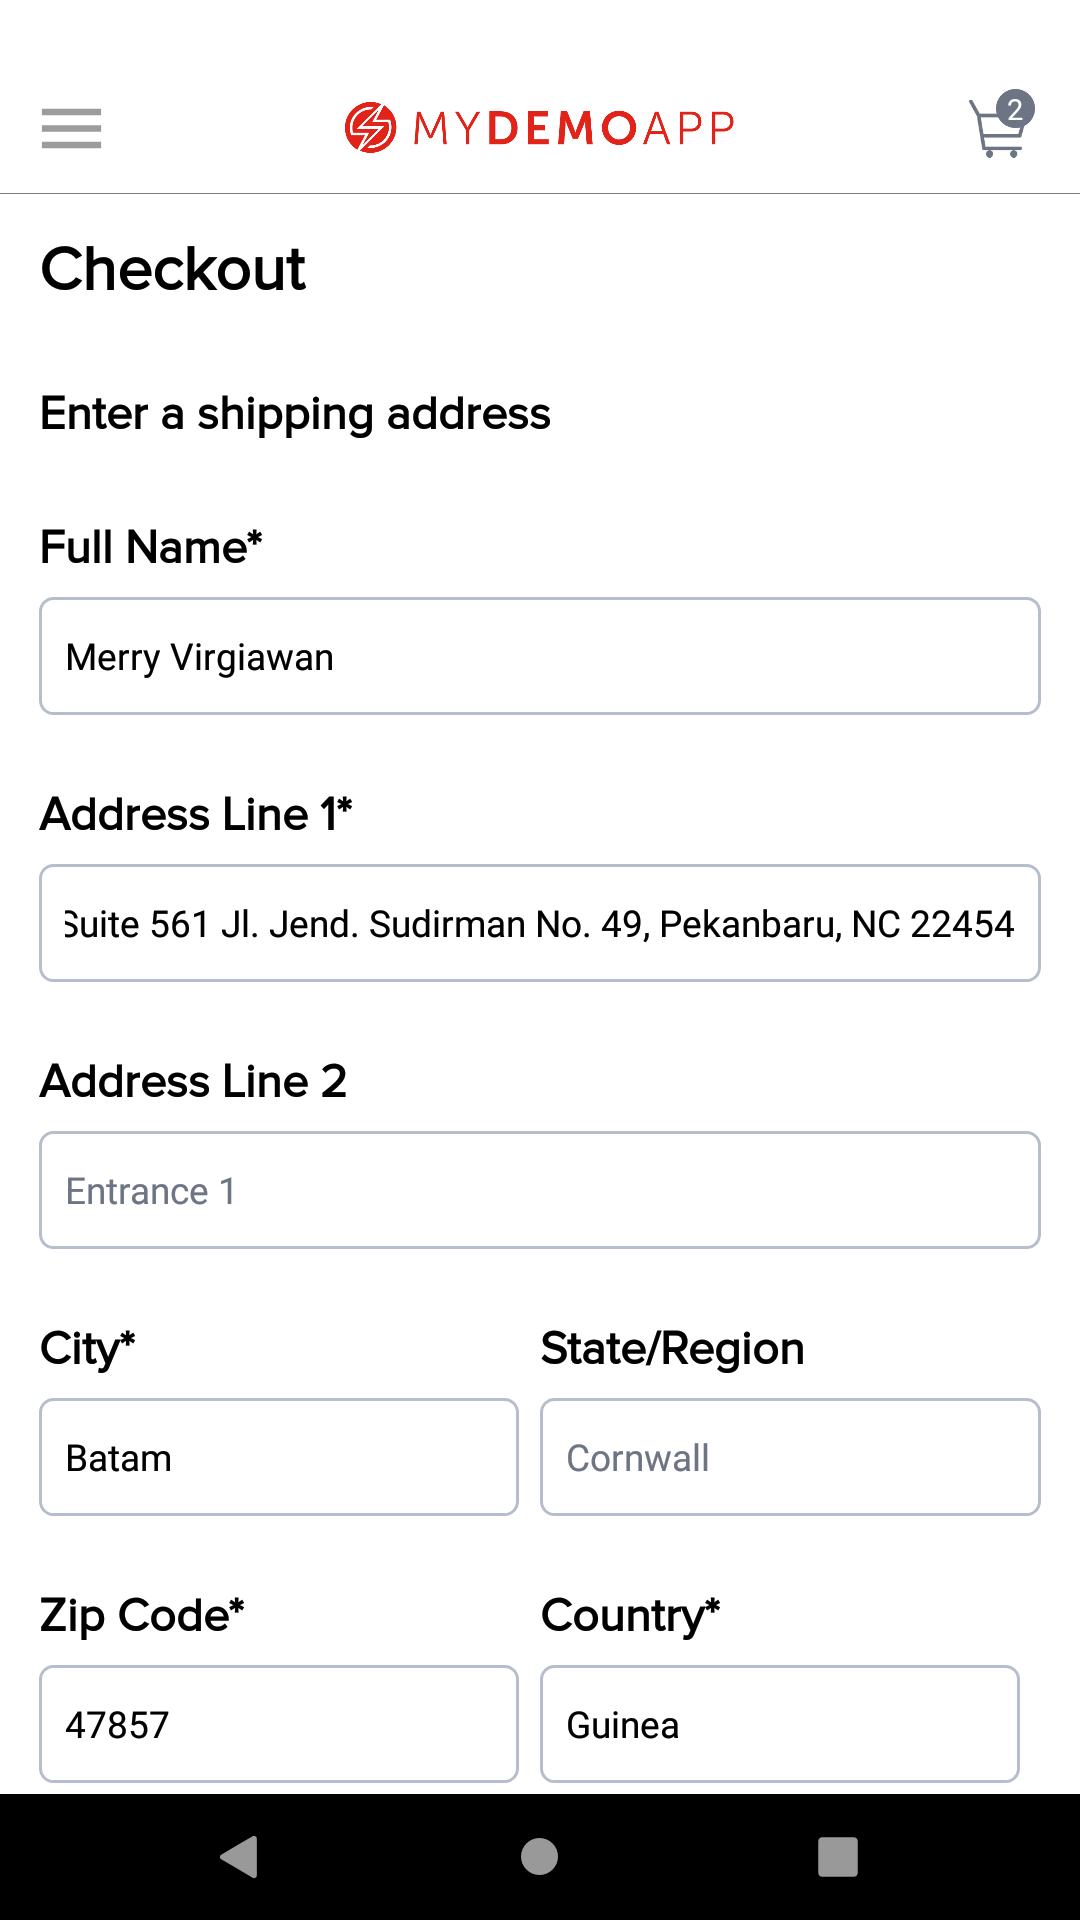 MYDEMOAPP
2
Checkout
Enter a shipping address
Full Name*
Merry Virgiawan
Address Line 1*
Suite 561 Jl. Jend. Sudirman No. 49, Pekanbaru, NC 22454
Address Line 2
Entrance 1
City*
State/Region
Batam
Cornwall
Zip Code*
Country*
47857
Guinea